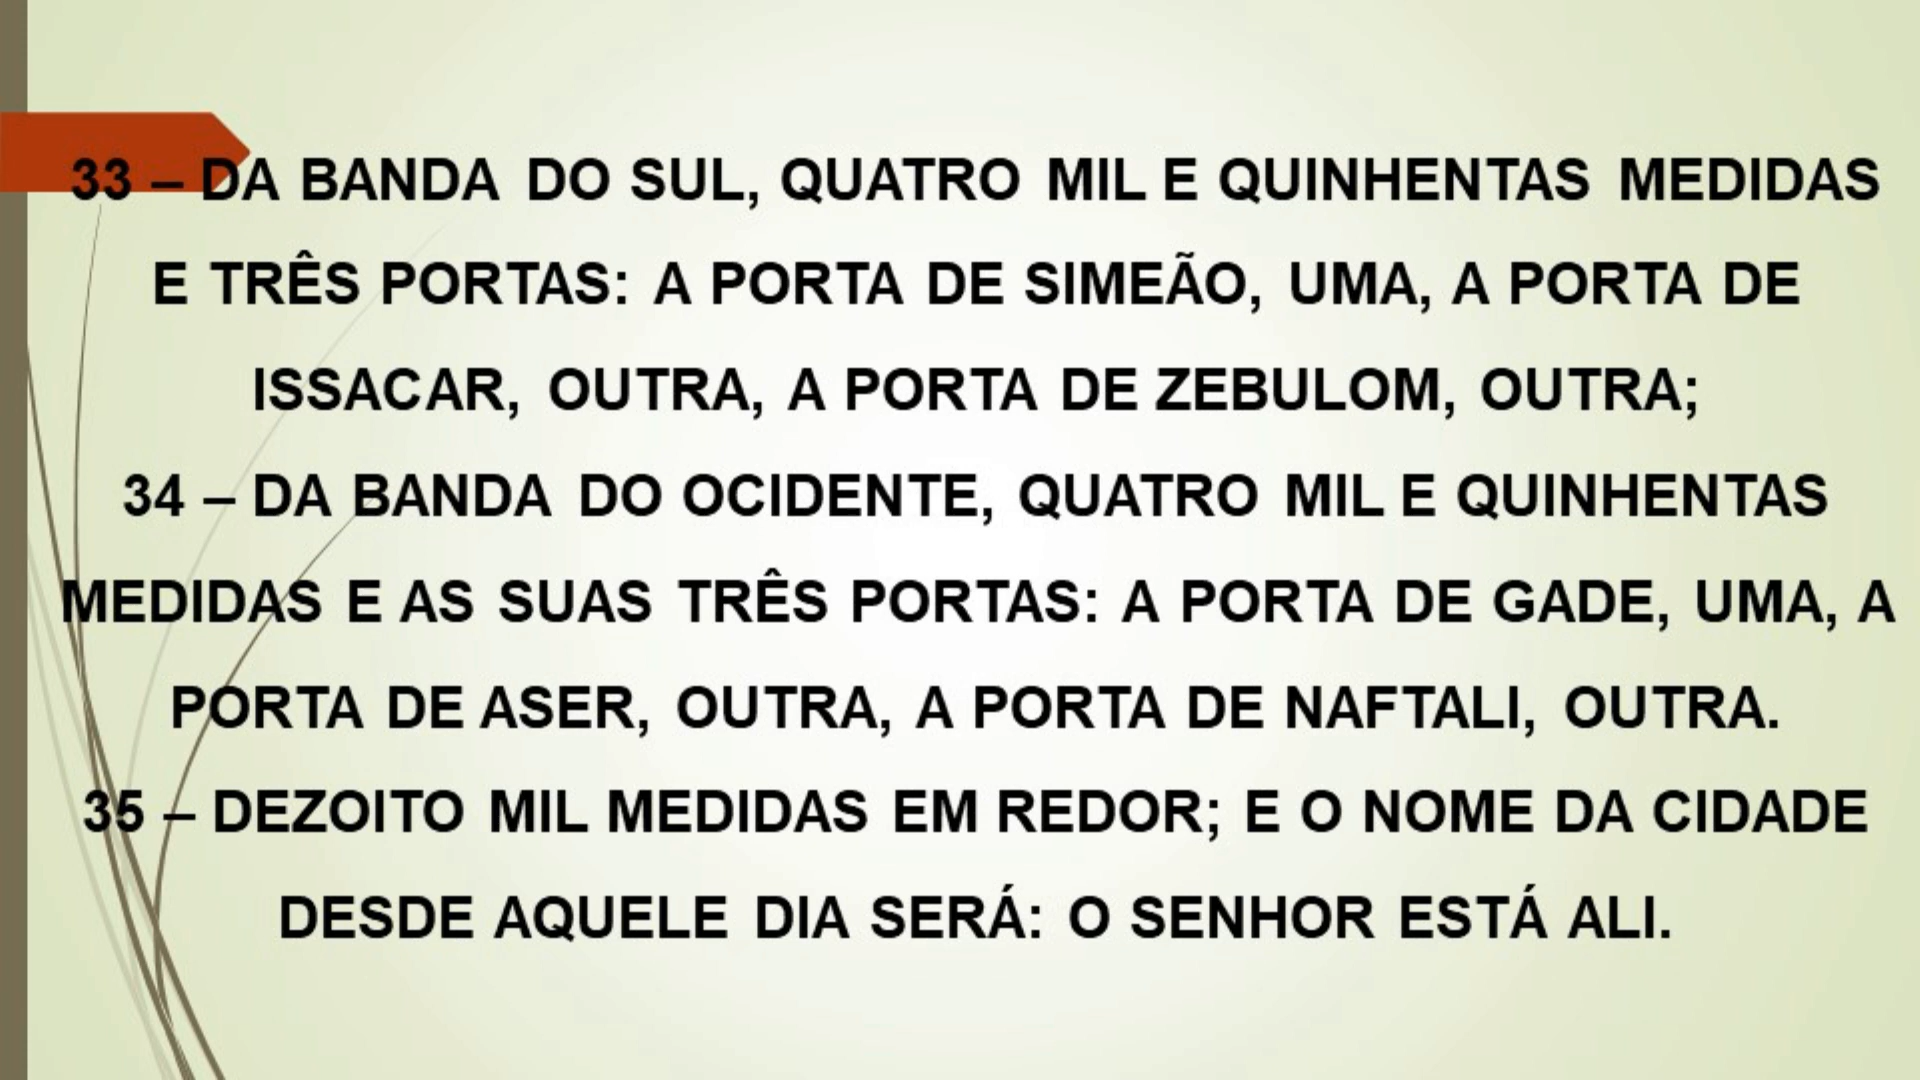 33 – DA BANDA DO SUL, QUATRO MIL E QUINHENTAS MEDIDAS
E TRÊS PORTAS: A PORTA DE SIMEÃO, UMA, A PORTA DE
ISSACAR, OUTRA, A PORTA DE ZEBULOM, OUTRA;
34 – DA BANDA DO OCIDENTE, QUATRO MIL E QUINHENTAS
MEDIDAS E AS SUAS TRÊS PORTAS: A PORTA DE GADE, UMA, A
PORTA DE ASER, OUTRA, A PORTA DE NAFTALI, OUTRA.
35 – DEZOITO MIL MEDIDAS EM REDOR; E O NOME DA CIDADE
DESDE AQUELE DIA SERÁ: O SENHOR ESTÁ ALI.